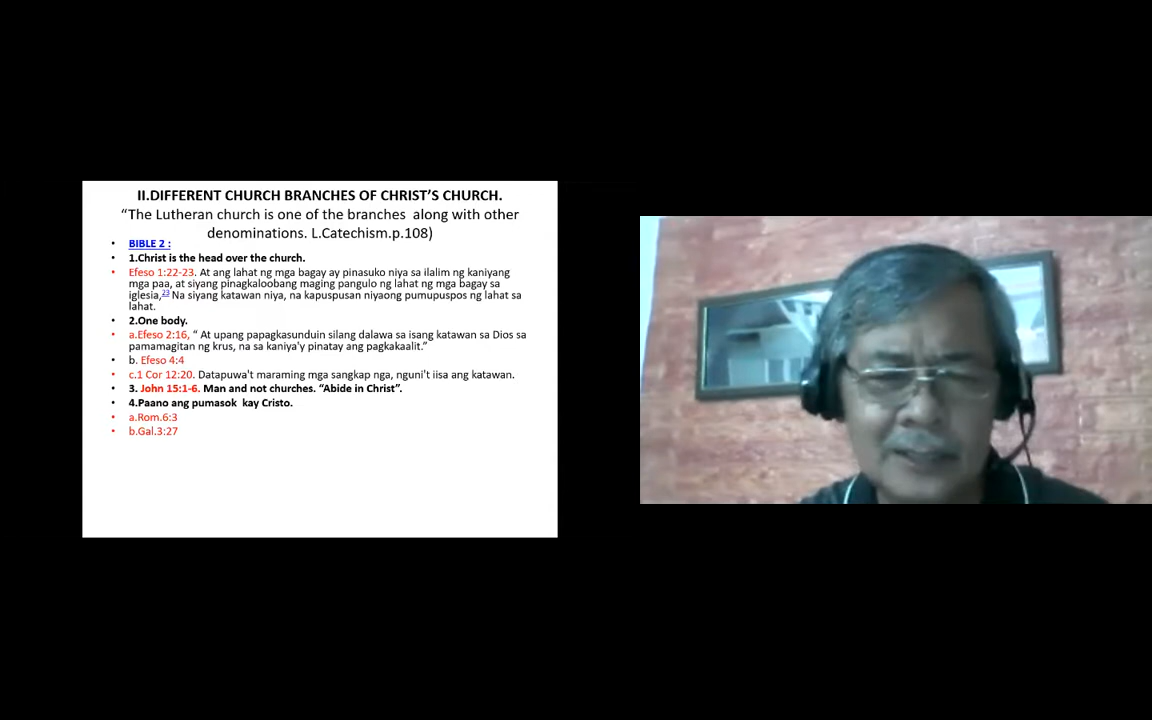 II.DIFFERENT CHURCH BRANCHES OF CHRIST’S CHURCH.
“The Lutheran church is one of the branches along with other
denominations. L.Catechism.p.108)
• BIBLE 2 :
• 1.Christ is the head over the church.
• Efeso 1:22-23. At ang lahat ng mga bagay ay pinasuko niya sa ilalim ng kaniyang
mga paa, at siyang pinagkaloobang maging pangulo ng lahat ng mga bagay sa
iglesia,23 Na siyang katawan niya, na kapuspusan niyaong pumupuspos ng lahat sa
lahat.
• 2.One body.
• a.Efeso 2:16, “ At upang papagkasunduin silang dalawa sa isang katawan sa Dios sa
pamamagitan ng krus, na sa kaniya'y pinatay ang pagkakaalit.”
• b. Efeso 4:4
• c.1 Cor 12:20. Datapuwa't maraming mga sangkap nga, nguni't iisa ang katawan.
• 3. John 15:1-6. Man and not churches. “Abide in Christ”.
• 4.Paano ang pumasok kay Cristo.
• a.Rom.6:3
• b.Gal.3:27